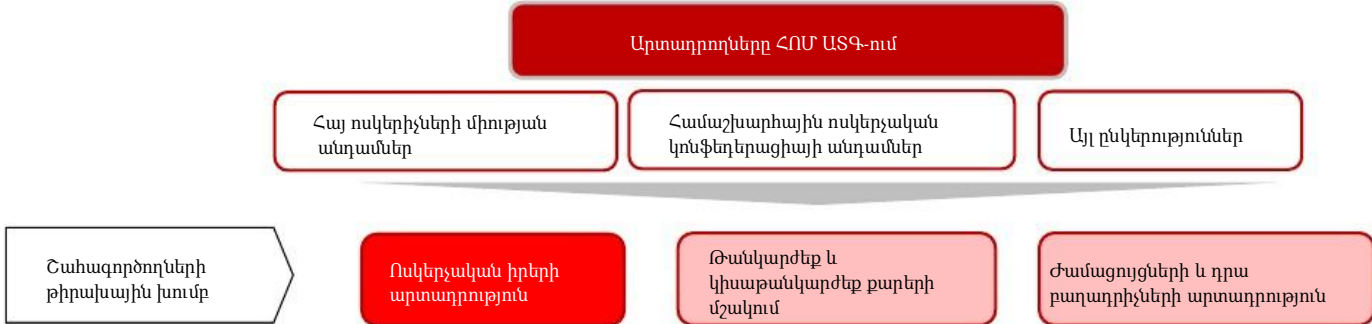 Արտադրողները ՀՈՄ ԱՏԳ-ում
Հայ ոսկերիչների միության
անդամներ
Համաշխարհային ոսկերչական
կոնֆեդերացիայի անդամներ
Այլ ընկերություններ
Շահագործողների
թիրախային խումբ
Ոսկերչական իրերի
արտադրություն
Թանկարժեք և
կիսաթանկարժեք քարերի
մշակում
Ժամացույցների և դրա
բաղադրիչների արտադրություն